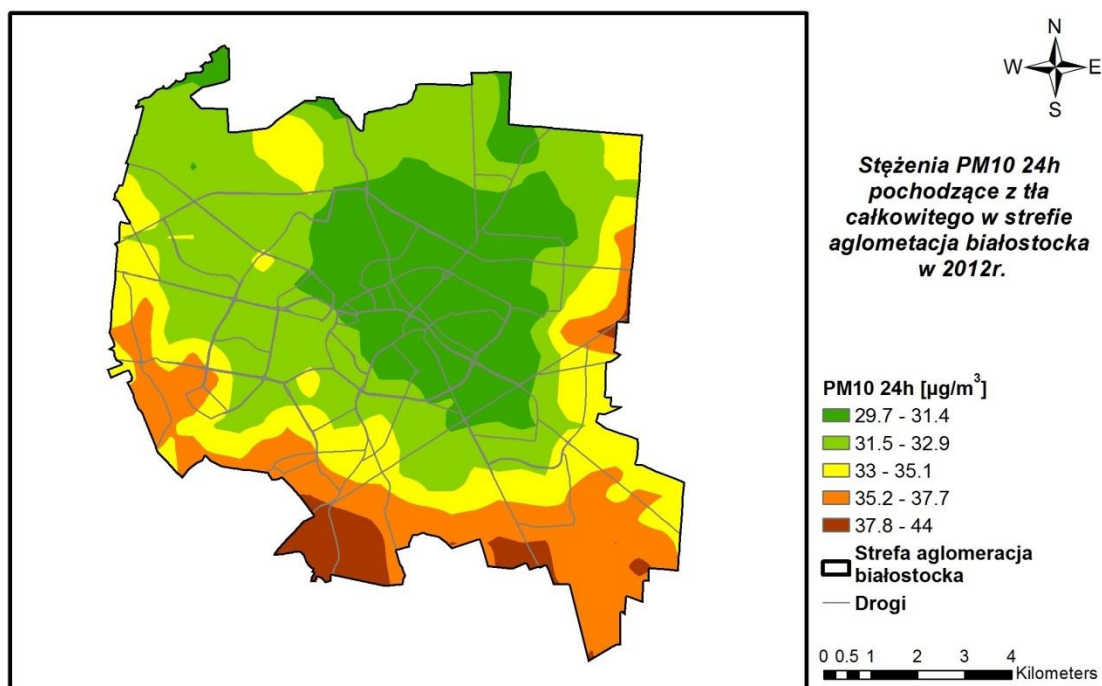 N
W E
S
Stężenia PM10 24h
pochodzące z tła
całkowitego w strefie
aglometacja białostocka
w 2012r.
PM10 24h [µg/m³]
29.7 - 31.4
31.5 - 32.9
33 - 35.1
35.2 - 37.7
37.8 - 44
Strefa aglomeracja
białostocka
Drogi
0 0.5 1 2 3 4
Kilometers